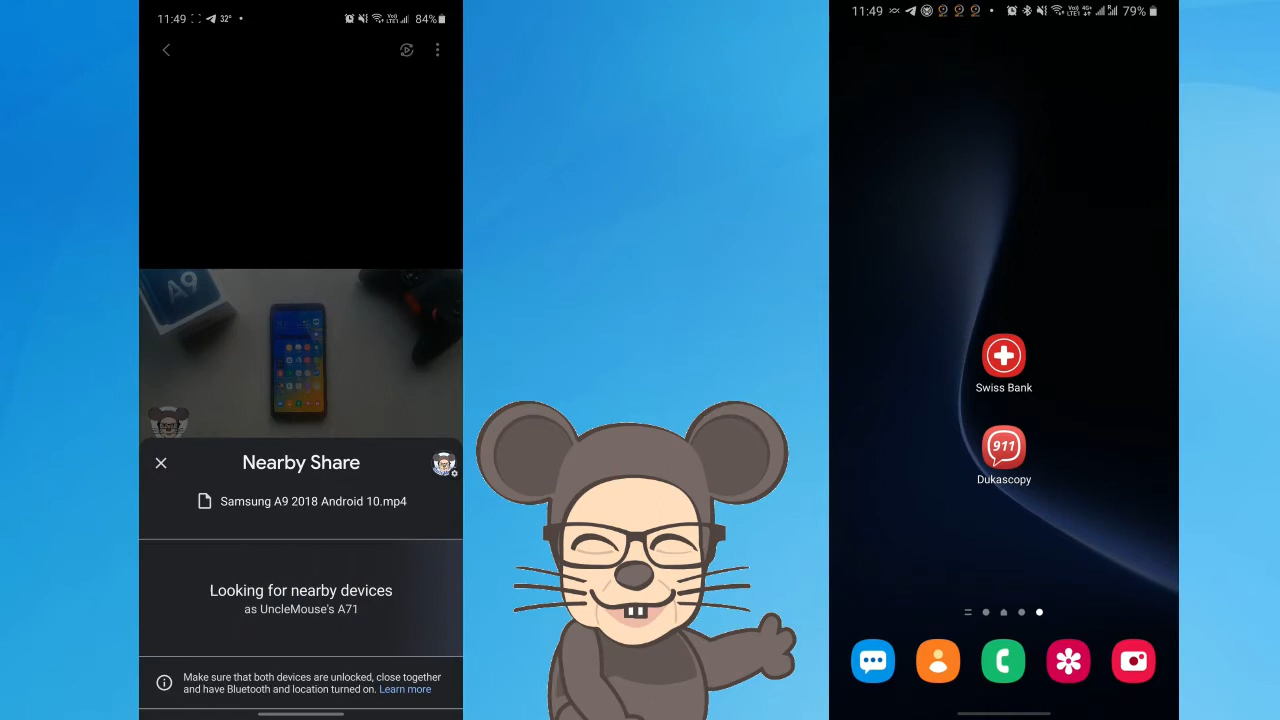 11:49
32°
84%
A9
Nearby Share
Samsung A9 2018 Android 10.mp4
Looking for nearby devices
as UncleMouse's A71
Make sure that both devices are unlocked, close together
and have Bluetooth and location turned on. Learn more
11:49
79%
Swiss Bank
911
Dukascopy